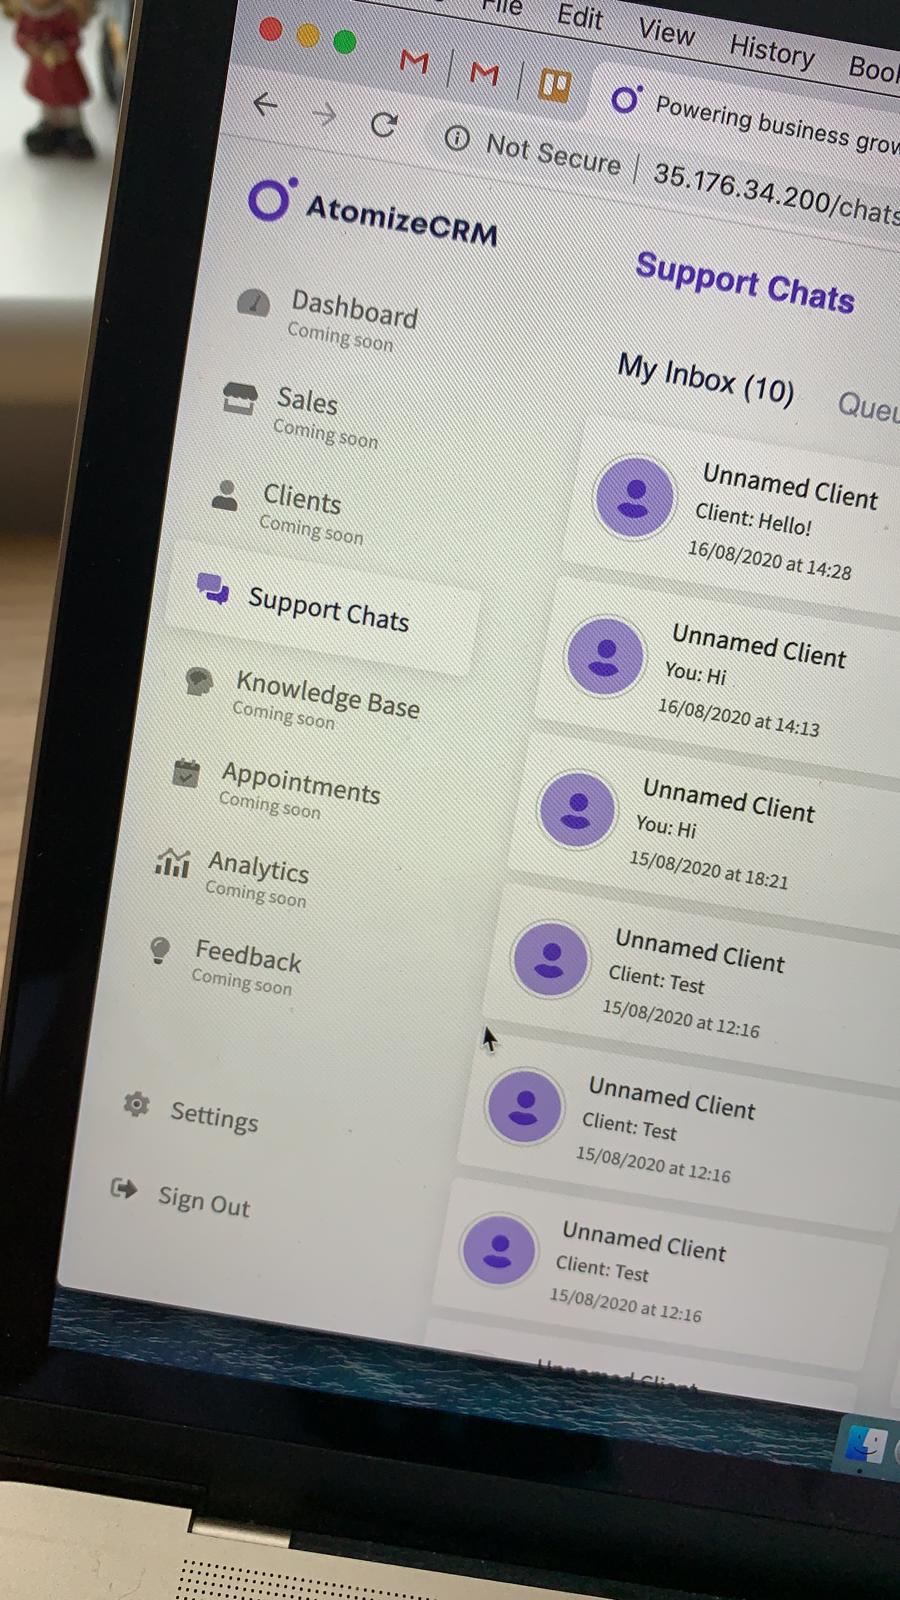 File Edit View History
Powering business
Not Secure 35.176.34.200/chats
AtomizeCRM
Dashboard
Coming soon
Sales
Coming soon
Clients
Coming soon
Support Chats
Knowledge Base
Coming soon
Appointments
Coming soon
Analytics
Coming soon
Feedback
Coming soon
Settings
Sign Out
Support Chats
My Inbox (10)
Unnamed Client
Client: Hello!
16/08/2020 at 14:28
Unnamed Client
You: Hi
16/08/2020 at 14:13
Unnamed Client
You: Hi
15/08/2020 at 18:21
Unnamed Client
Client: Test
15/08/2020 at 12:16
Unnamed Client
Client: Test
15/08/2020 at 12:16
Unnamed Client
Client: Test
15/08/2020 at 12:16
Unnamed Client